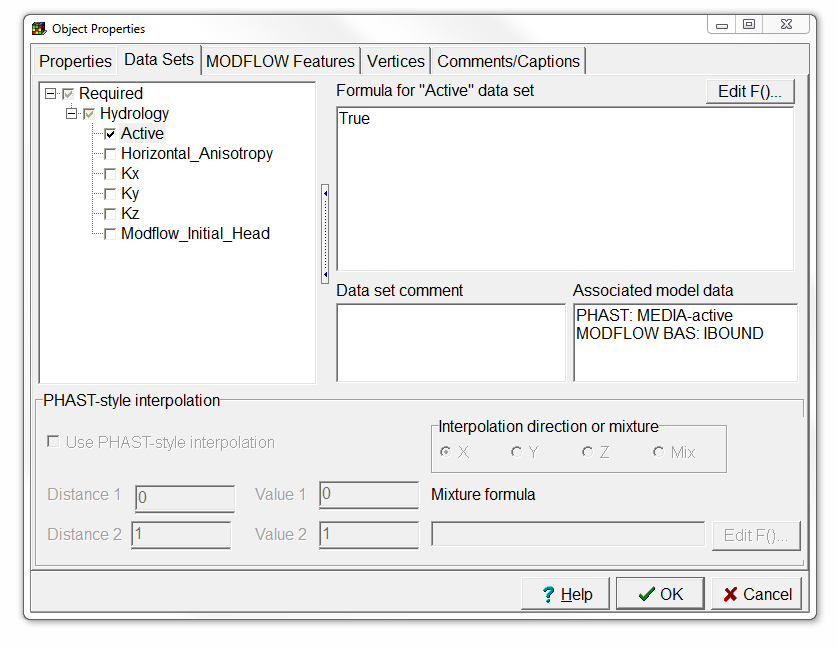 Object Properties
Properties
Data Sets
MODFLOW Features
Vertices
Comments/Captions
Required
Hydrology
Active
Horizontal_Anisotropy
Kx
Ky
Kz
Modflow_Initial_Head
Formula for "Active" data set
Edit F()...
True
Data set comment
Associated model data
PHAST: MEDIA-active
MODFLOW BAS: IBOUND
PHAST-style interpolation
Use PHAST-style interpolation
Interpolation direction or mixture
X
Y
Z
Mix
Distance 1
0
Value 1
0
Mixture formula
Distance 2
1
Value 2
1
Edit F()...
? Help
OK
Cancel